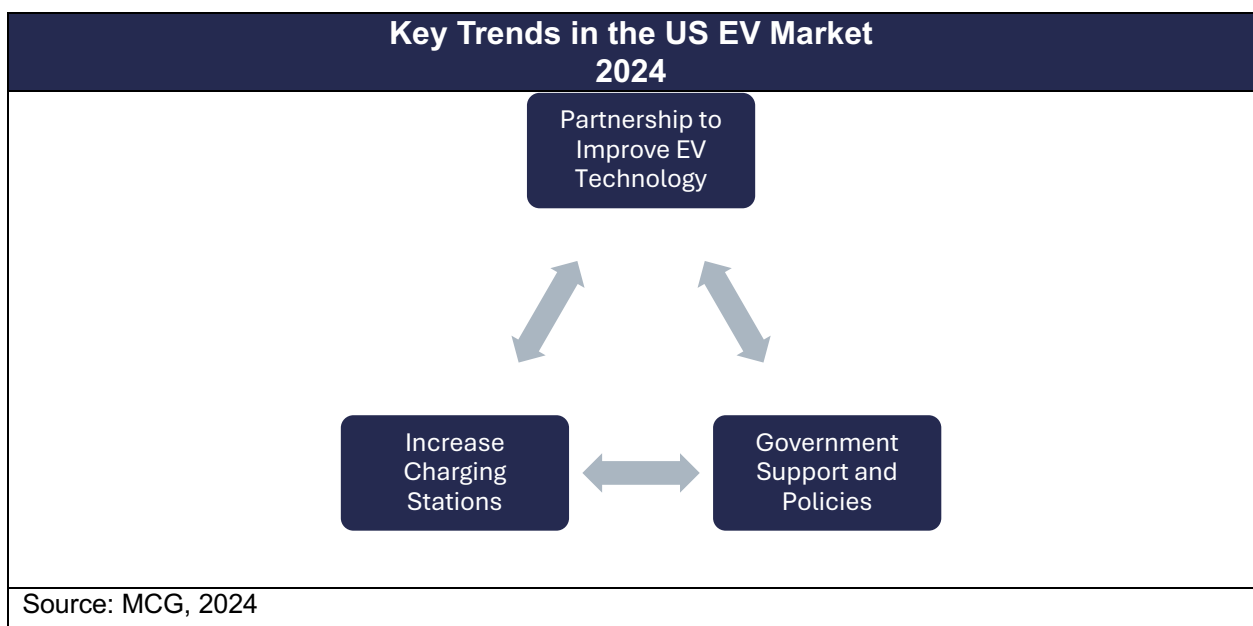 Key Trends in the US EV Market
2024
Partnership to
Improve EV
Technology
Increase
Charging
Stations
Government
Support and
Policies
Source: MCG, 2024